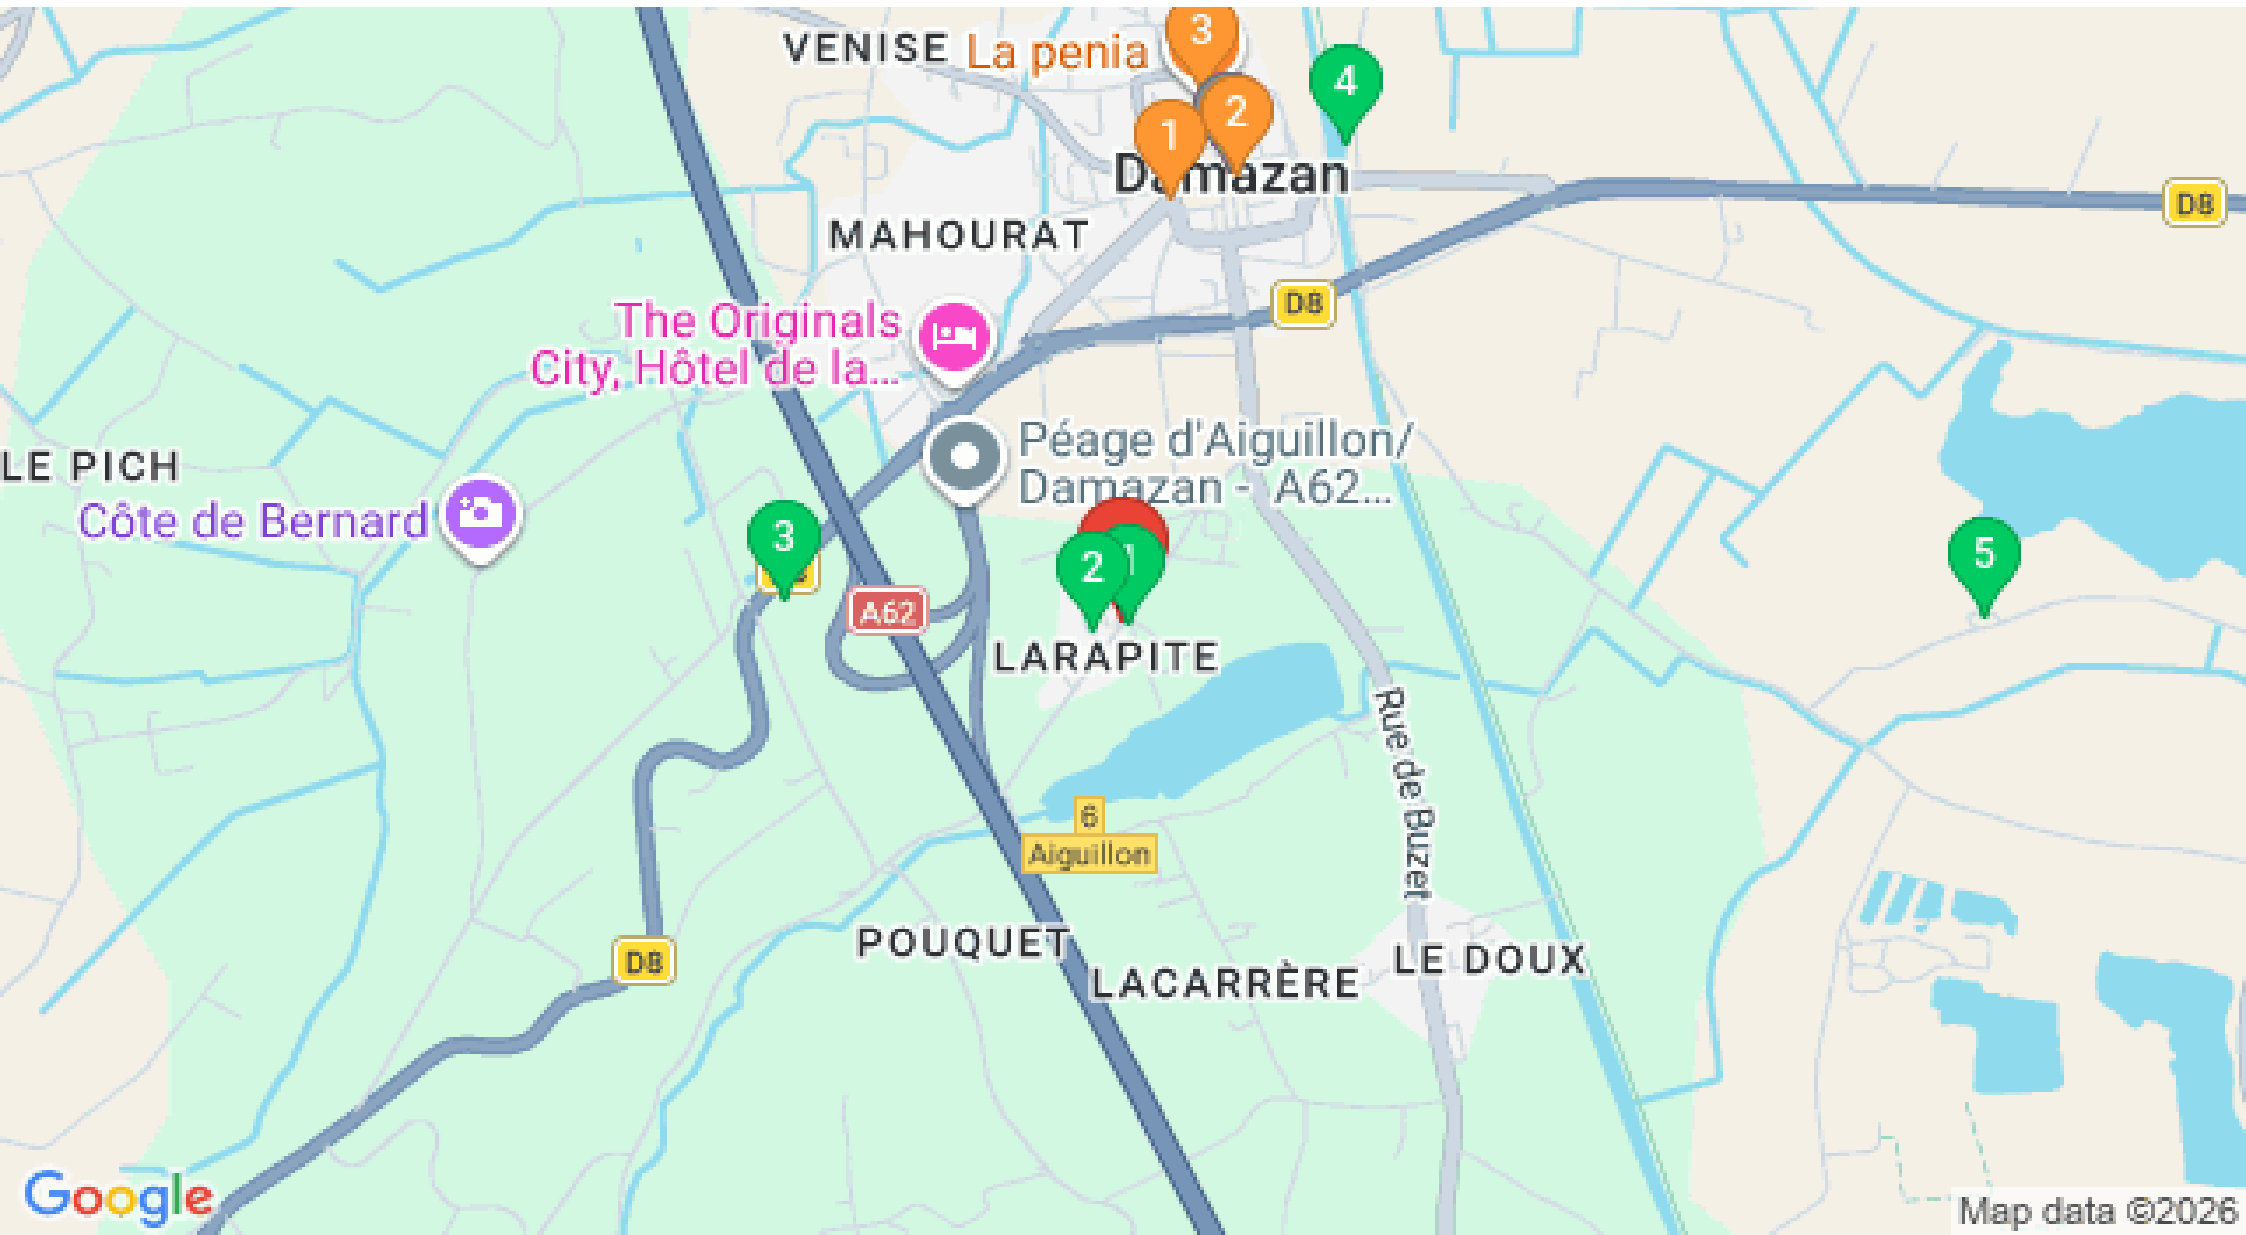 3
VENISE
La penia
4
2
1
Damazan
D8
MAHOURAT
D8
The Originals
City, Hôtel de la...
Péage d'Aiguillon/
Damazan - A62...
LE PICH
Côte de Bernard
3
2
1
5
A62
LARAPITE
Rue de Buzet
6
Aiguillon
POUQUET
D8
LE DOUX
LACARRÈRE
Google
Map data ©2026